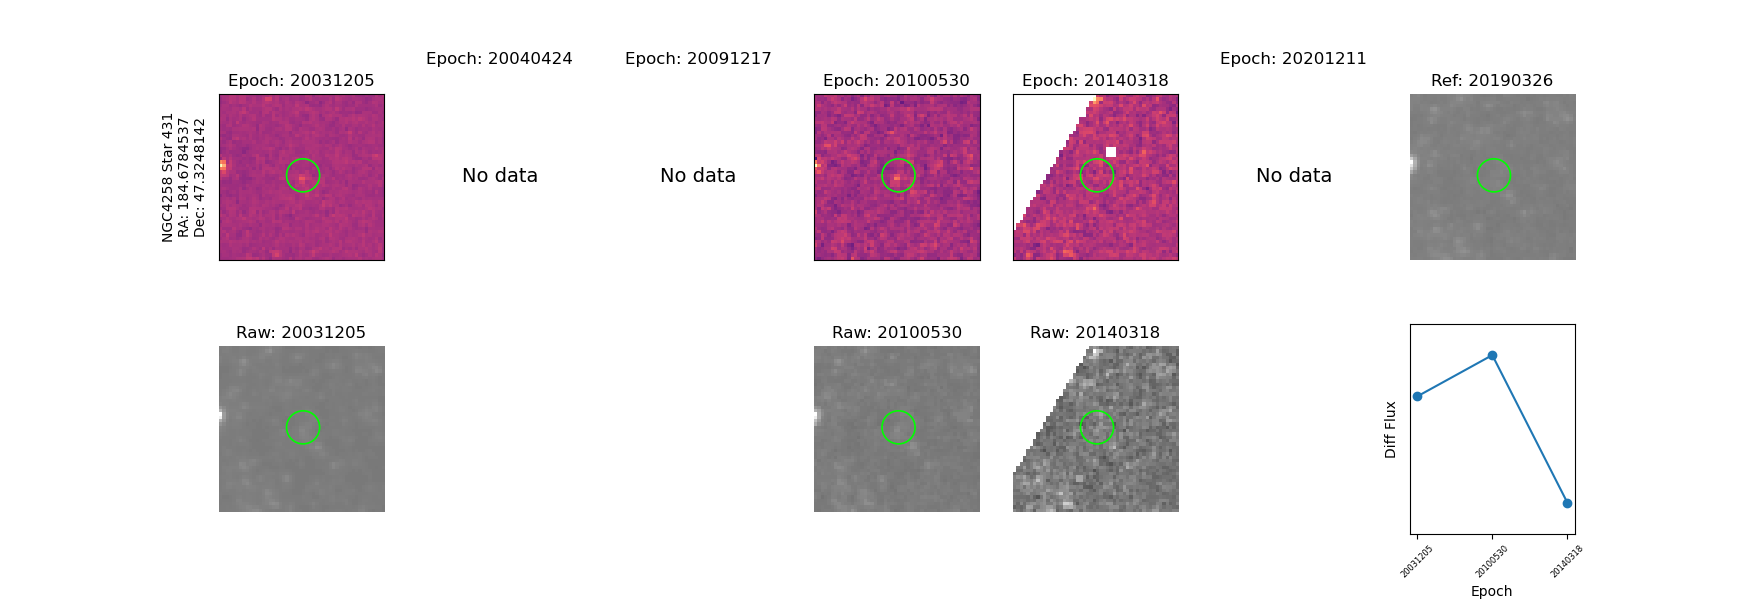 Epoch: 20040424
Epoch: 20091217
Epoch: 20201211
Epoch: 20031205
Epoch: 20100530
Epoch: 20140318
Ref: 20190326
NGC4258 Star 431
RA: 184.6784537
Dec: 47.3248142
No data
No data
No data
Raw: 20031205
Raw: 20100530
Raw: 20140318
Diff Flux
20031205
20100530
20140318
Epoch